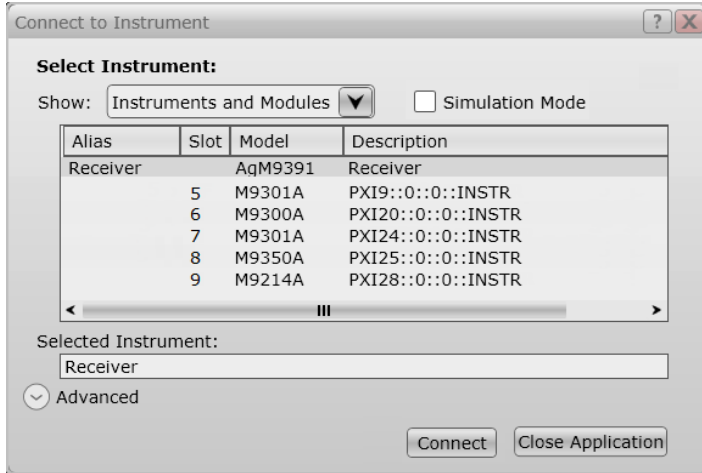 Connect to Instrument ? X
Select Instrument:
Show: Instruments and Modules Simulation Mode
Alias Slot Model Description
Receiver AgM9391 Receiver
5 M9301A PXI9::0::0::INSTR
6 M9300A PXI20::0::0::INSTR
7 M9301A PXI24::0::0::INSTR
8 M9350A PXI25::0::0::INSTR
9 M9214A PXI28::0::0::INSTR
Selected Instrument:
Receiver
Advanced
Connect Close Application